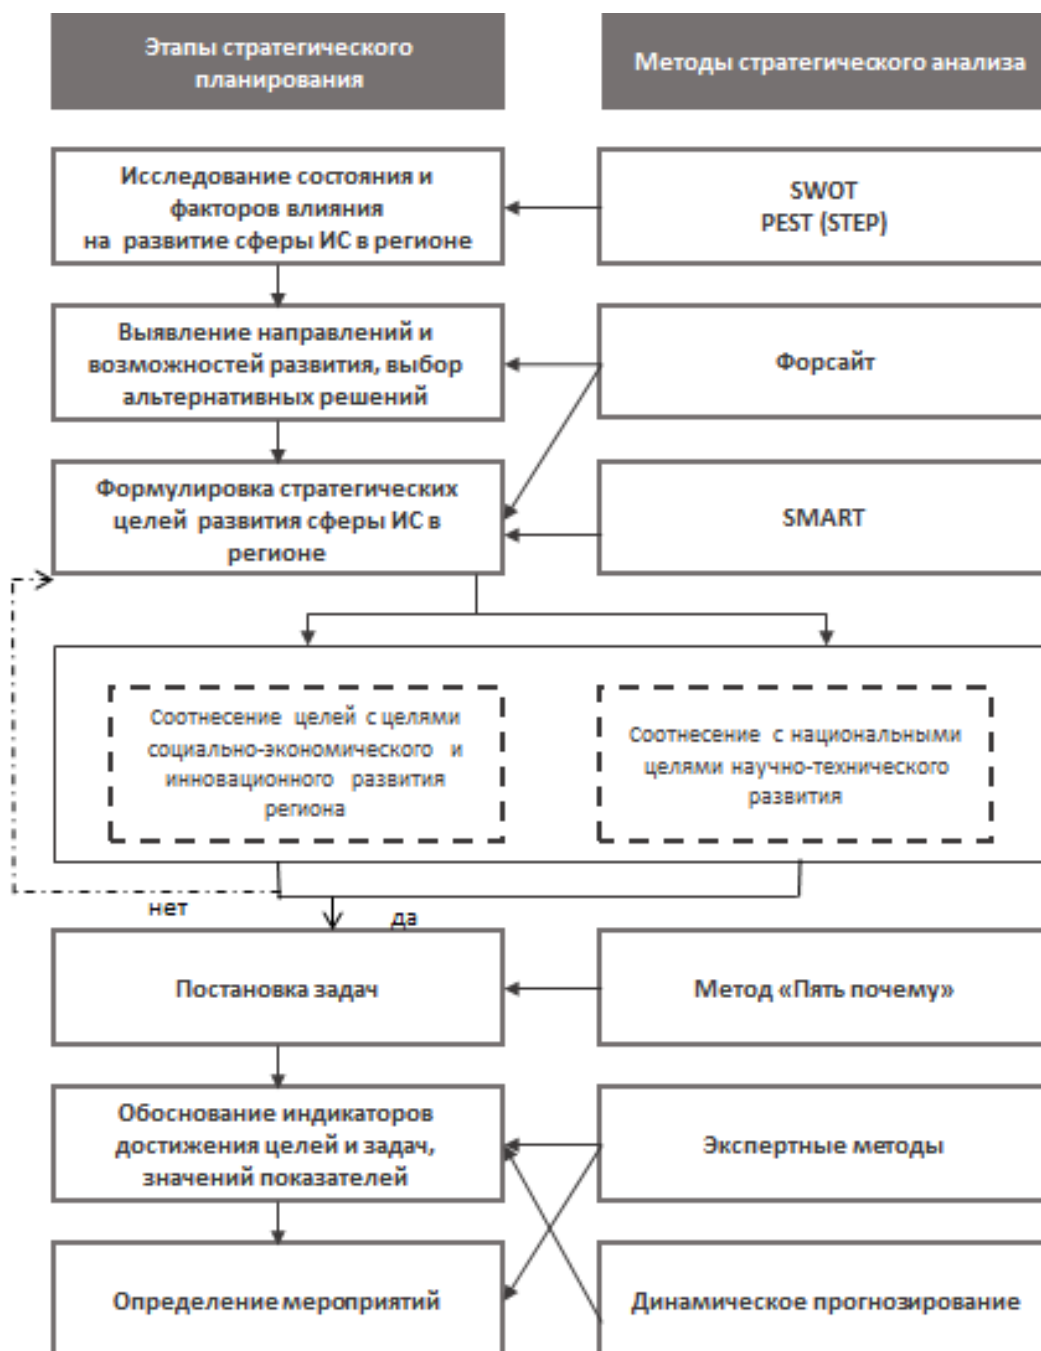 Этапы стратегического
планирования
Методы стратегического анализа
Исследование состояния и
факторов влияния
на развитие сферы ИС в регионе
SWOT
PEST (STEP)
Выявление направлений и
возможностей развития, выбор
альтернативных решений
Форсайт
Формулировка стратегических
целей развития сферы ИС в
регионе
SMART
Соотнесение целей с целями
социально-экономического и
инновационного развития
региона
Соотнесение с национальными
целями научно-технического
развития
нет
да
Постановка задач
Метод «Пять почему»
Обоснование индикаторов
достижения целей и задач,
значений показателей
Экспертные методы
Определение мероприятий
Динамическое прогнозирование